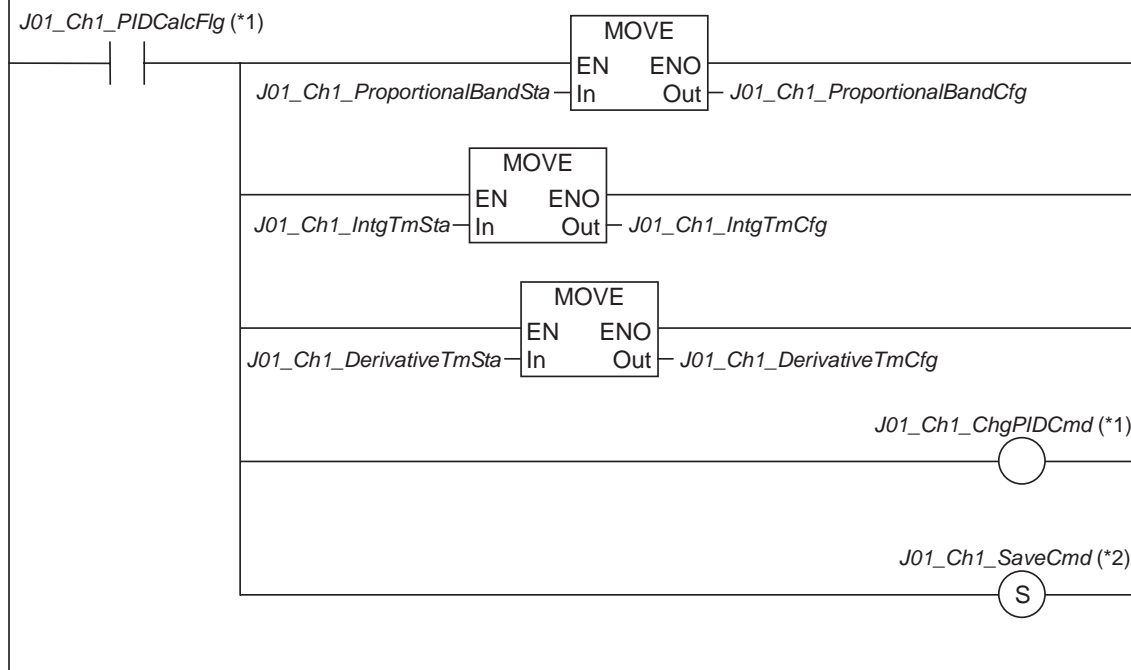 J01_Ch1_PIDCalcFlg (*1)
MOVE
EN ENO
J01_Ch1_ProportionalBandSta In Out J01_Ch1_ProportionalBandCfg
MOVE
EN ENO
J01_Ch1_IntgTmSta In Out J01_Ch1_IntgTmCfg
MOVE
EN ENO
J01_Ch1_DerivativeTmSta In Out J01_Ch1_DerivativeTmCfg
J01_Ch1_ChgPIDCmd (*1)
J01_Ch1_SaveCmd (*2)
S